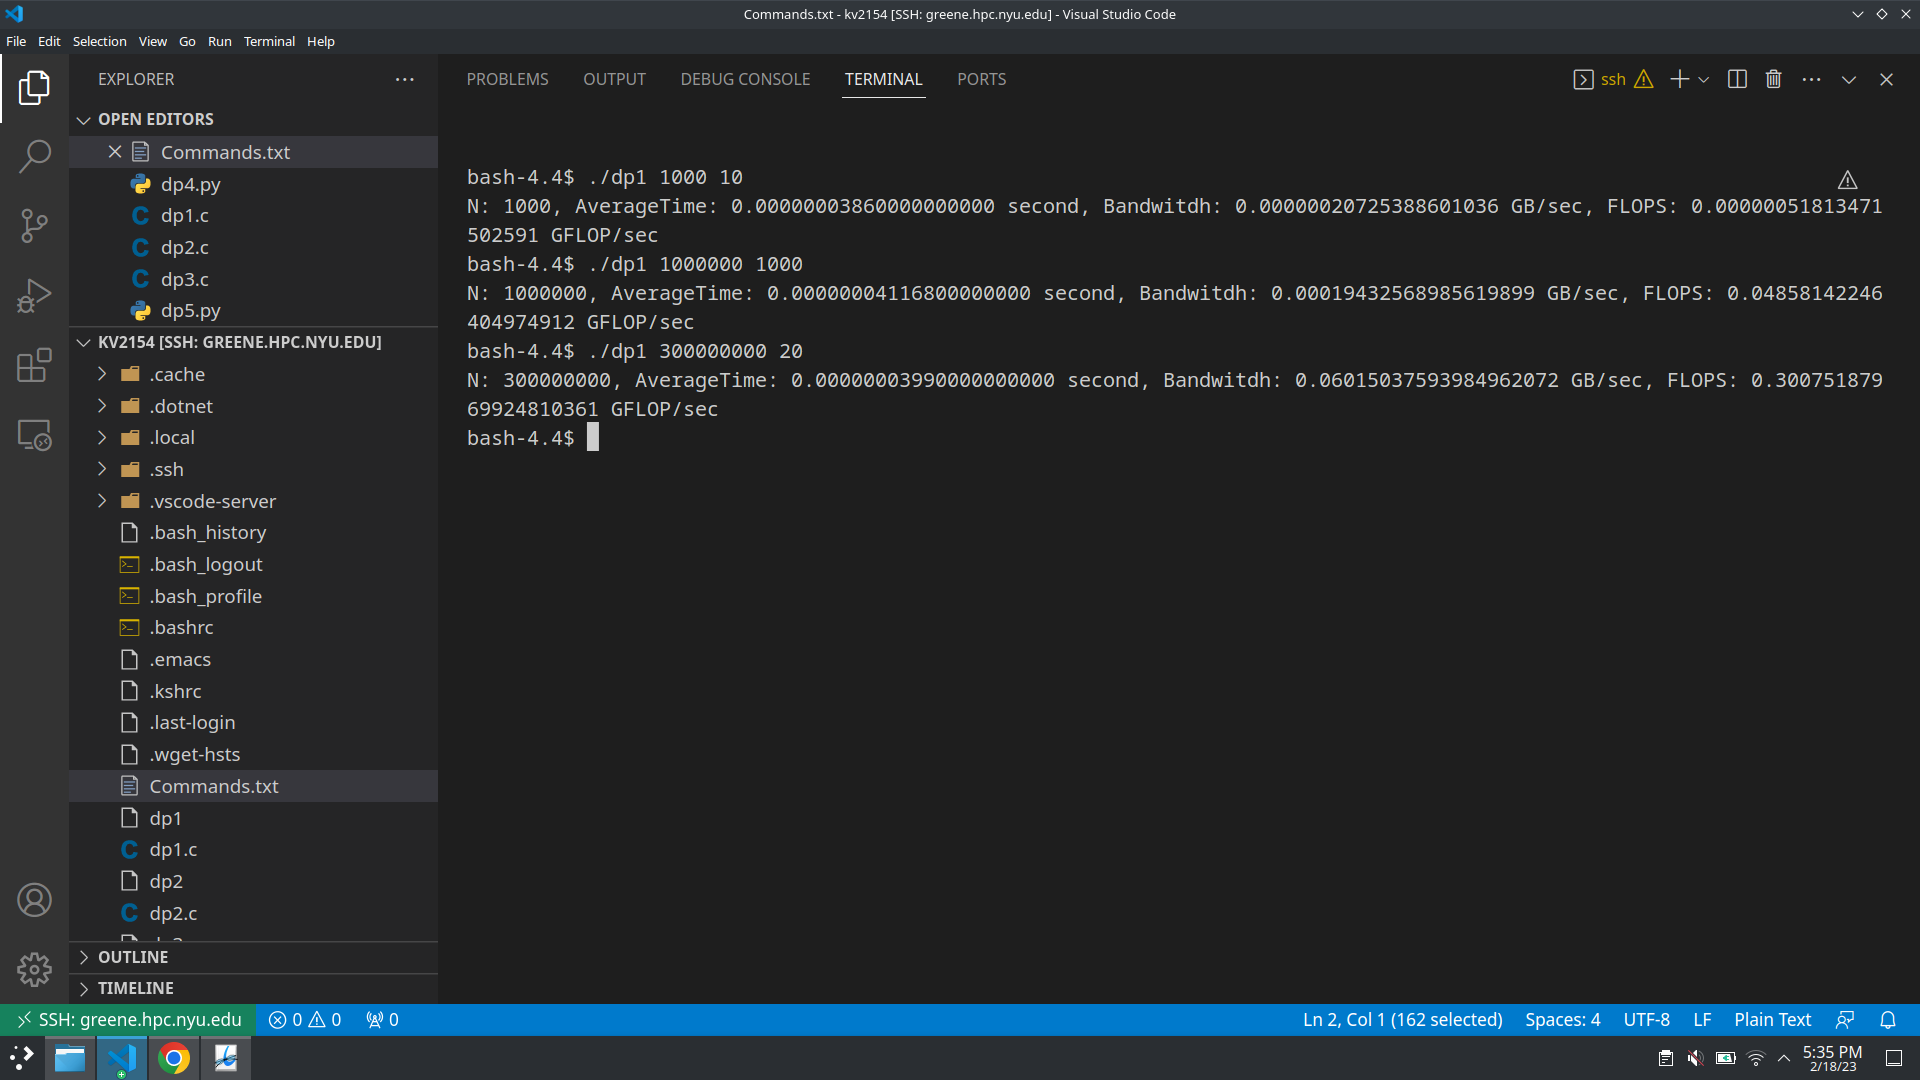 Commands.txt - kv2154 [SSH: greene.hpc.nyu.edu] - Visual Studio Code
File Edit Selection View Go Run Terminal Help
EXPLORER
OPEN EDITORS
Commands.txt
dp4.py
dp1.c
dp2.c
dp3.c
dp5.py
KV2154 [SSH: GREENE.HPC.NYU.EDU]
.cache
.dotnet
.local
.ssh
.vscode-server
.bash_history
.bash_logout
.bash_profile
.bashrc
.emacs
.kshrc
.last-login
.wget-hsts
Commands.txt
dp1
dp1.c
dp2
dp2.c
OUTLINE
TIMELINE
PROBLEMS OUTPUT DEBUG CONSOLE TERMINAL PORTS
ssh
bash-4.4$ ./dp1 1000 10
N: 1000, AverageTime: 0.00000003860000000000 second, Bandwitdh: 0.00000020725388601036 GB/sec, FLOPS: 0.00000051813471
502591 GFLOP/sec
bash-4.4$ ./dp1 1000000 1000
N: 1000000, AverageTime: 0.00000004116800000000 second, Bandwitdh: 0.00019432568985619899 GB/sec, FLOPS: 0.04858142246
404974912 GFLOP/sec
bash-4.4$ ./dp1 300000000 20
N: 300000000, AverageTime: 0.00000003990000000000 second, Bandwitdh: 0.06015037593984962072 GB/sec, FLOPS: 0.300751879
69924810361 GFLOP/sec
bash-4.4$
SSH: greene.hpc.nyu.edu 0 0 0
Ln 2, Col 1 (162 selected) Spaces: 4 UTF-8 LF Plain Text
5:35 PM
2/18/23